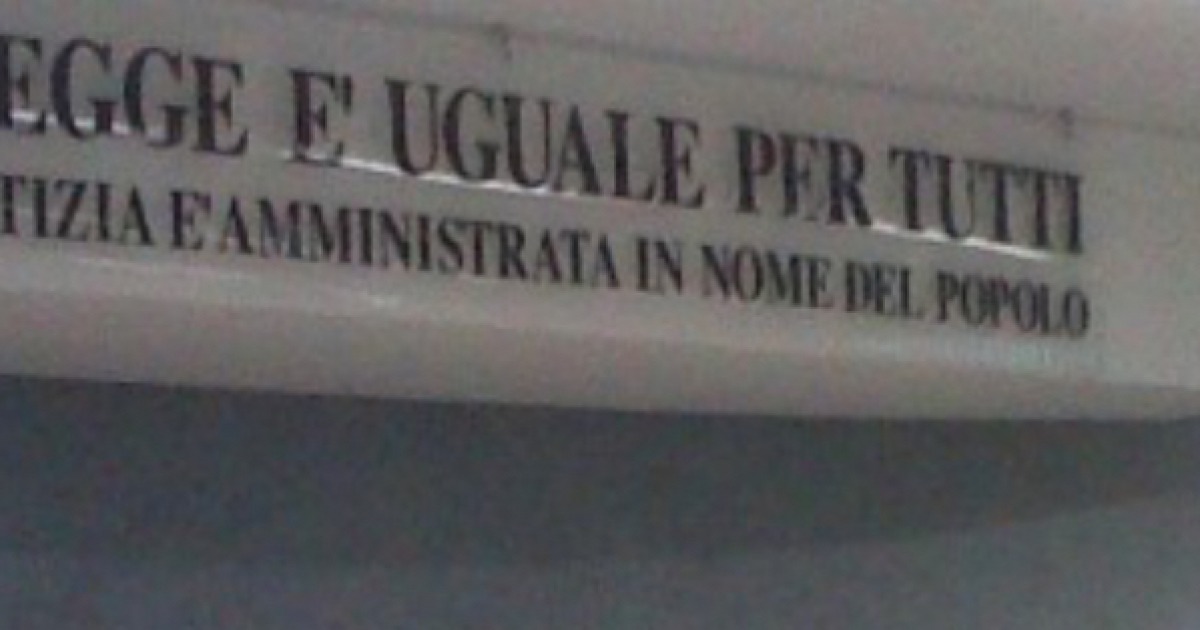 EGGE E' UGUALE PER TUTTI
TIZIA E' AMMINISTRATA IN NOME DEL POPOLO